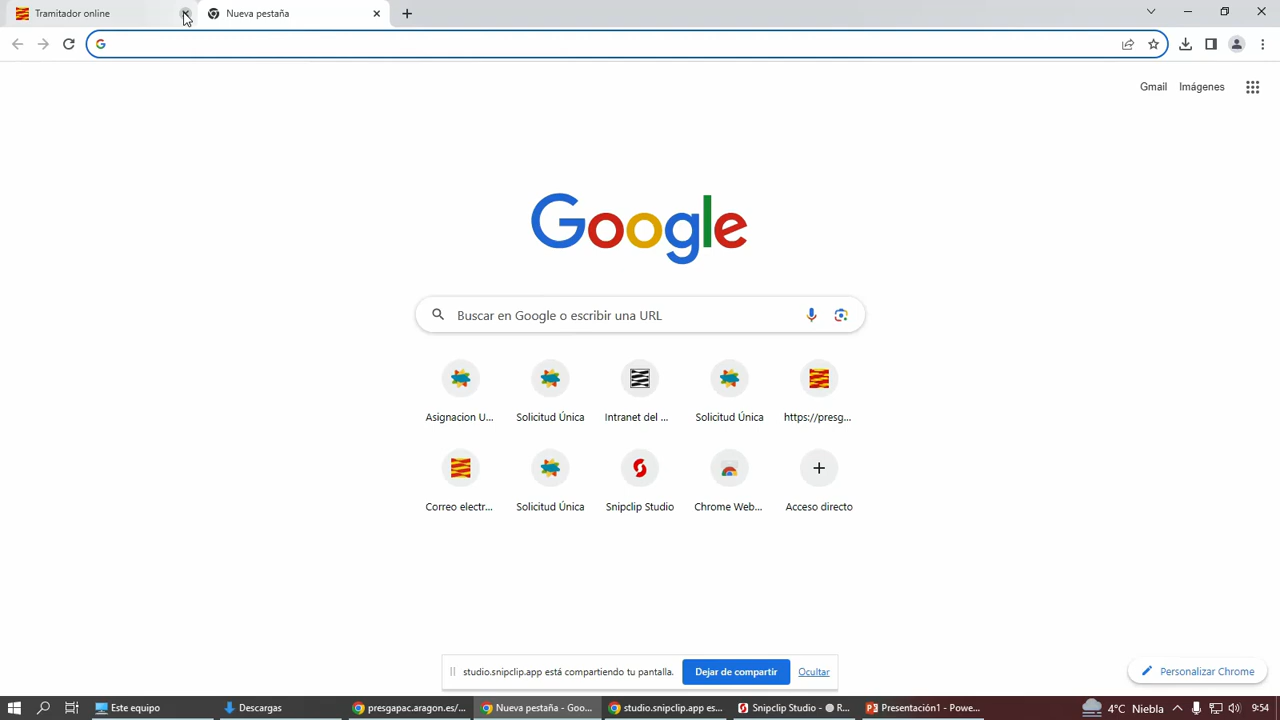 Tramitador online
Nueva pestaña
Gmail
Imágenes
Google
Buscar en Google o escribir una URL
Asignacion U...
Solicitud Única
Intranet del ...
Solicitud Única
https://presg...
Correo electr...
Solicitud Única
Snipclip Studio
Chrome Web...
Acceso directo
studio.snipclip.app está compartiendo tu pantalla.
Dejar de compartir
Ocultar
Personalizar Chrome
Este equipo
Descargas
presgapac.aragon.es/...
Nueva pestaña - Goo...
studio.snipclip.app es...
Snipclip Studio - R...
Presentación1 - Powe...
4°C Niebla
9:54